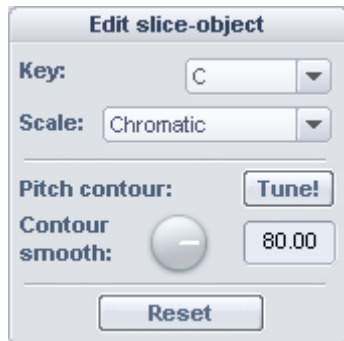 Edit slice-object
Key: C
Scale: Chromatic
Pitch contour: Tune!
Contour
smooth: 80.00
Reset